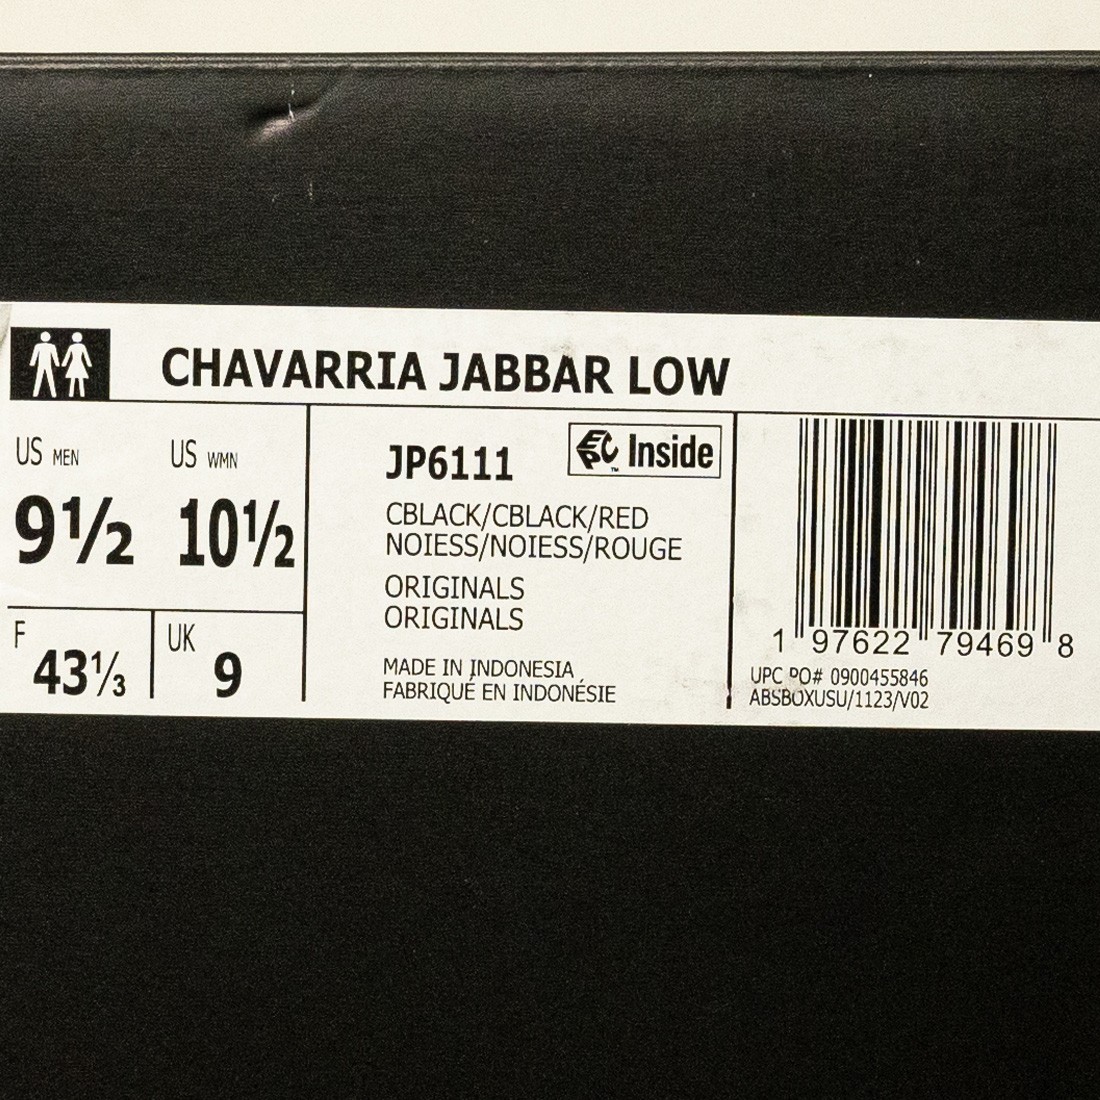 CHAVARRIA JABBAR LOW
US MEN
9½
US WMN
10½
F
43⅓
UK
9
JP6111
EPC™ Inside
CBLACK/CBLACK/RED
NOIESS/NOIESS/ROUGE
ORIGINALS
ORIGINALS
MADE IN INDONESIA
FABRIQUÉ EN INDONÉSIE
1 97622 79469 8
UPC PO# 0900455846
ABSBOXUSU/1123/V02